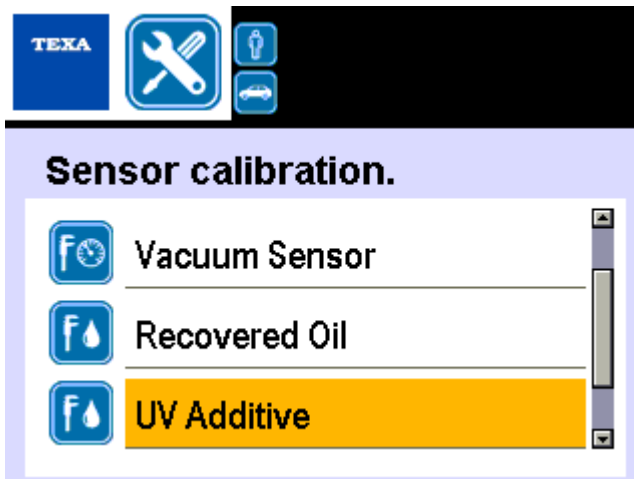 TEXA
Sensor calibration.
Vacuum Sensor
Recovered Oil
UV Additive